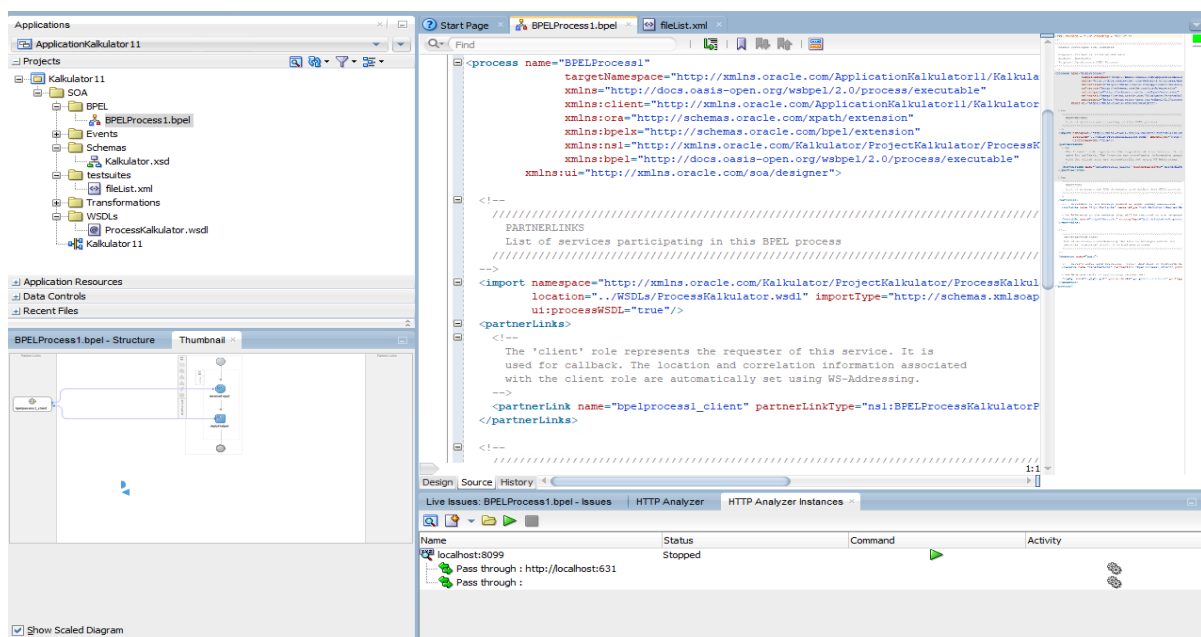 Applications
ApplicationKalkulator11
Projects
Kalkulator11
SOA
BPEL
BPELProcess1.bpel
Events
Schemas
Kalkulator.xsd
testsuites
fileList.xml
Transformations
WSDLs
ProcessKalkulator.wsdl
Kalkulator11
Application Resources
Data Controls
Recent Files
BPELProcess1.bpel - Structure
Thumbnail
Show Scaled Diagram
Start Page
BPELProcess1.bpel
fileList.xml
Find
<process name="BPELProcess1"
targetNamespace="http://xmlns.oracle.com/ApplicationKalkulator11/Kalkula
xmlns="http://docs.oasis-open.org/wsbpel/2.0/process/executable"
xmlns:client="http://xmlns.oracle.com/ApplicationKalkulator11/Kalkulator
xmlns:ora="http://schemas.oracle.com/xpath/extension"
xmlns:bpelx="http://schemas.oracle.com/bpel/extension"
xmlns:ns1="http://xmlns.oracle.com/Kalkulator/ProjectKalkulator/ProcessK
xmlns:bpel="http://docs.oasis-open.org/wsbpel/2.0/process/executable"
xmlns:ui="http://xmlns.oracle.com/soa/designer">
<!--
/////////////////////////////////////////////////////////////////////////////////
PARTNERLINKS
List of services participating in this BPEL process
/////////////////////////////////////////////////////////////////////////////////
-->
<import namespace="http://xmlns.oracle.com/Kalkulator/ProjectKalkulator/ProcessKalkul
location="../WSDLs/ProcessKalkulator.wsdl" importType="http://schemas.xmlsoap
ui:processWSDL="true"/>
<partnerLinks>
<!--
The 'client' role represents the requester of this service. It is
used for callback. The location and correlation information associated
with the client role are automatically set using WS-Addressing.
-->
<partnerLink name="bpelprocess1_client" partnerLinkType="ns1:BPELProcessKalkulatorP
</partnerLinks>
<!--
/////////////////////////////////////////////////////////////////////////////////
1:1
Design Source History
Live Issues: BPELProcess1.bpel - Issues
HTTP Analyzer
HTTP Analyzer Instances
Name Status Command Activity
localhost:8099 Stopped
Pass through : http://localhost:631
Pass through :